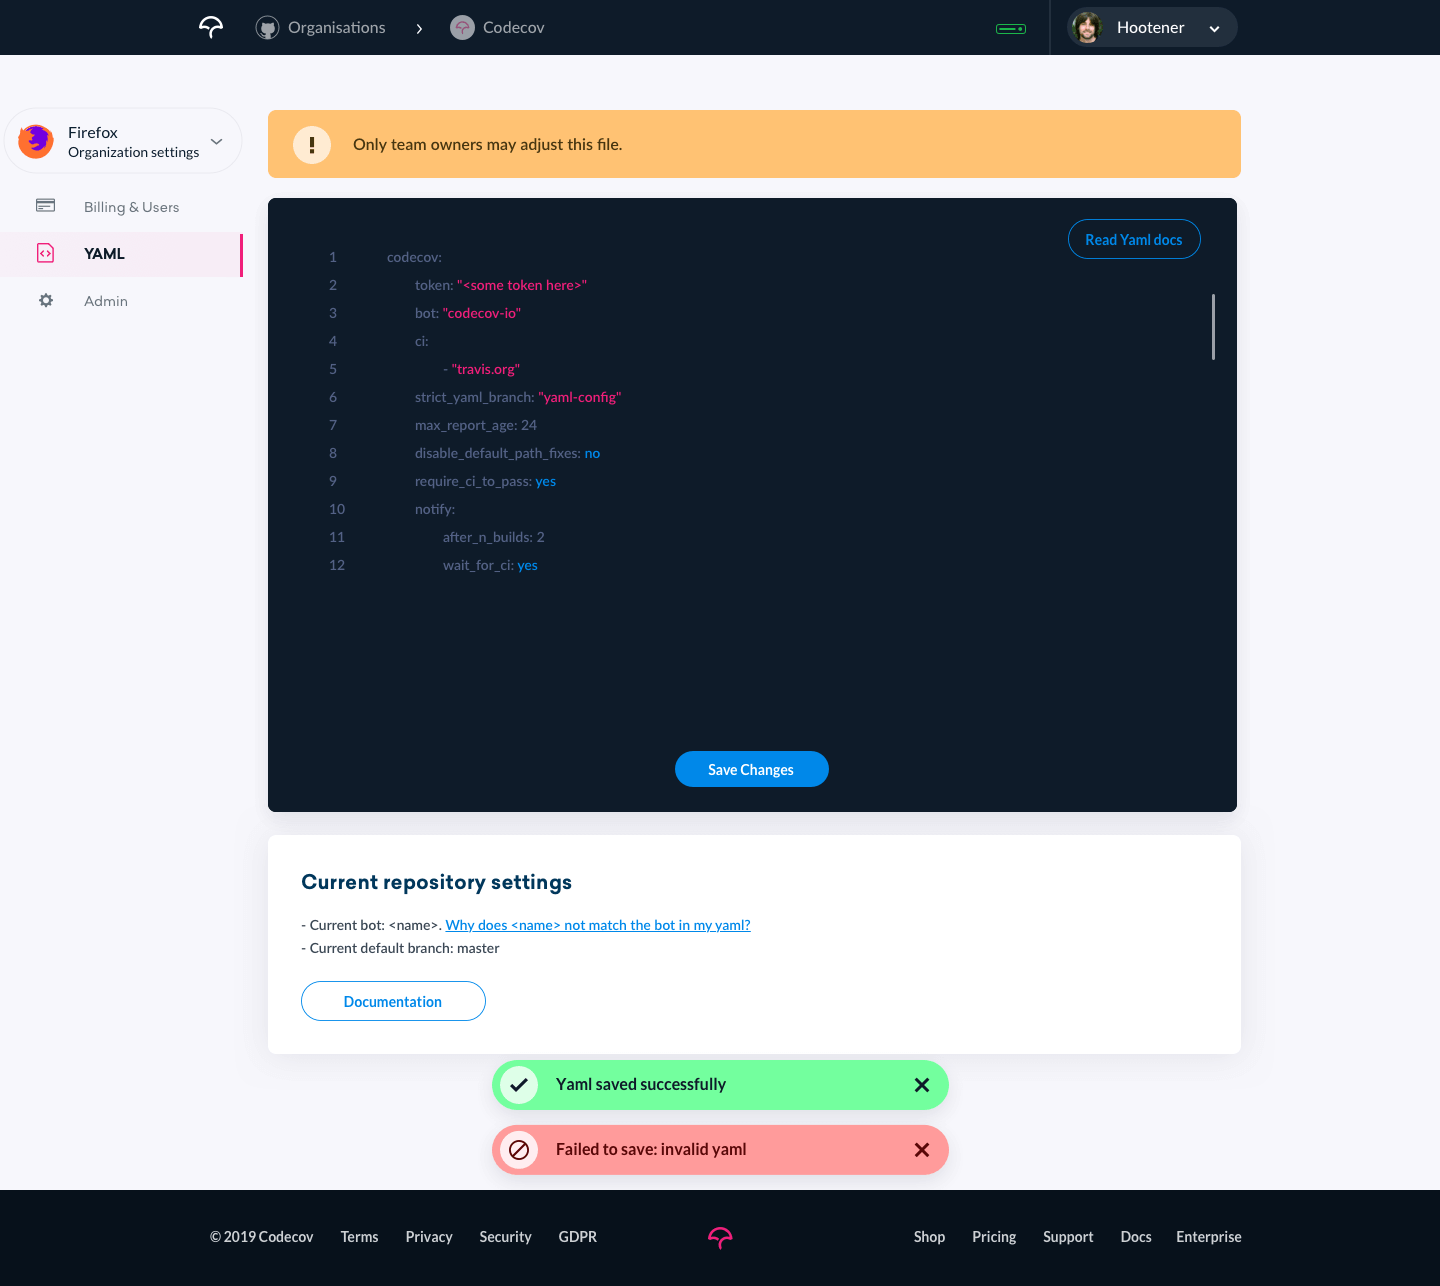 Organisations
Codecov
Hootener
Firefox
Organization settings
Billing & Users
YAML
Admin
Only team owners may adjust this file.
Read Yaml docs
1 codecov:
2 token: "<some token here>"
3 bot: "codecov-io"
4 ci:
5 - "travis.org"
6 strict_yaml_branch: "yaml-config"
7 max_report_age: 24
8 disable_default_path_fixes: no
9 require_ci_to_pass: yes
10 notify:
11 after_n_builds: 2
12 wait_for_ci: yes
Save Changes
Current repository settings
- Current bot: <name>. Why does <name> not match the bot in my yaml?
- Current default branch: master
Documentation
Yaml saved successfully
Failed to save: invalid yaml
© 2019 Codecov Terms Privacy Security GDPR Shop Pricing Support Docs Enterprise